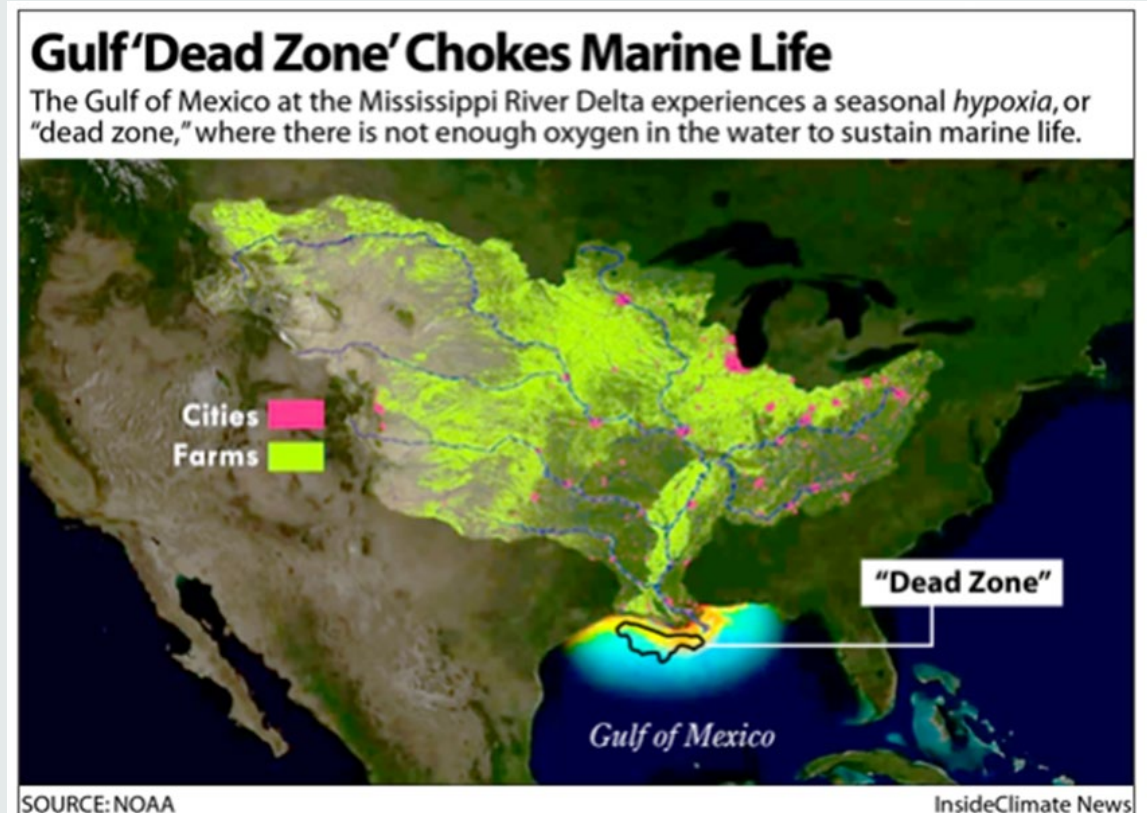 Gulf ‘Dead Zone’ Chokes Marine Life
The Gulf of Mexico at the Mississippi River Delta experiences a seasonal hypoxia, or
“dead zone,” where there is not enough oxygen in the water to sustain marine life.
Cities
Farms
“Dead Zone”
Gulf of Mexico
SOURCE: NOAA
InsideClimate News